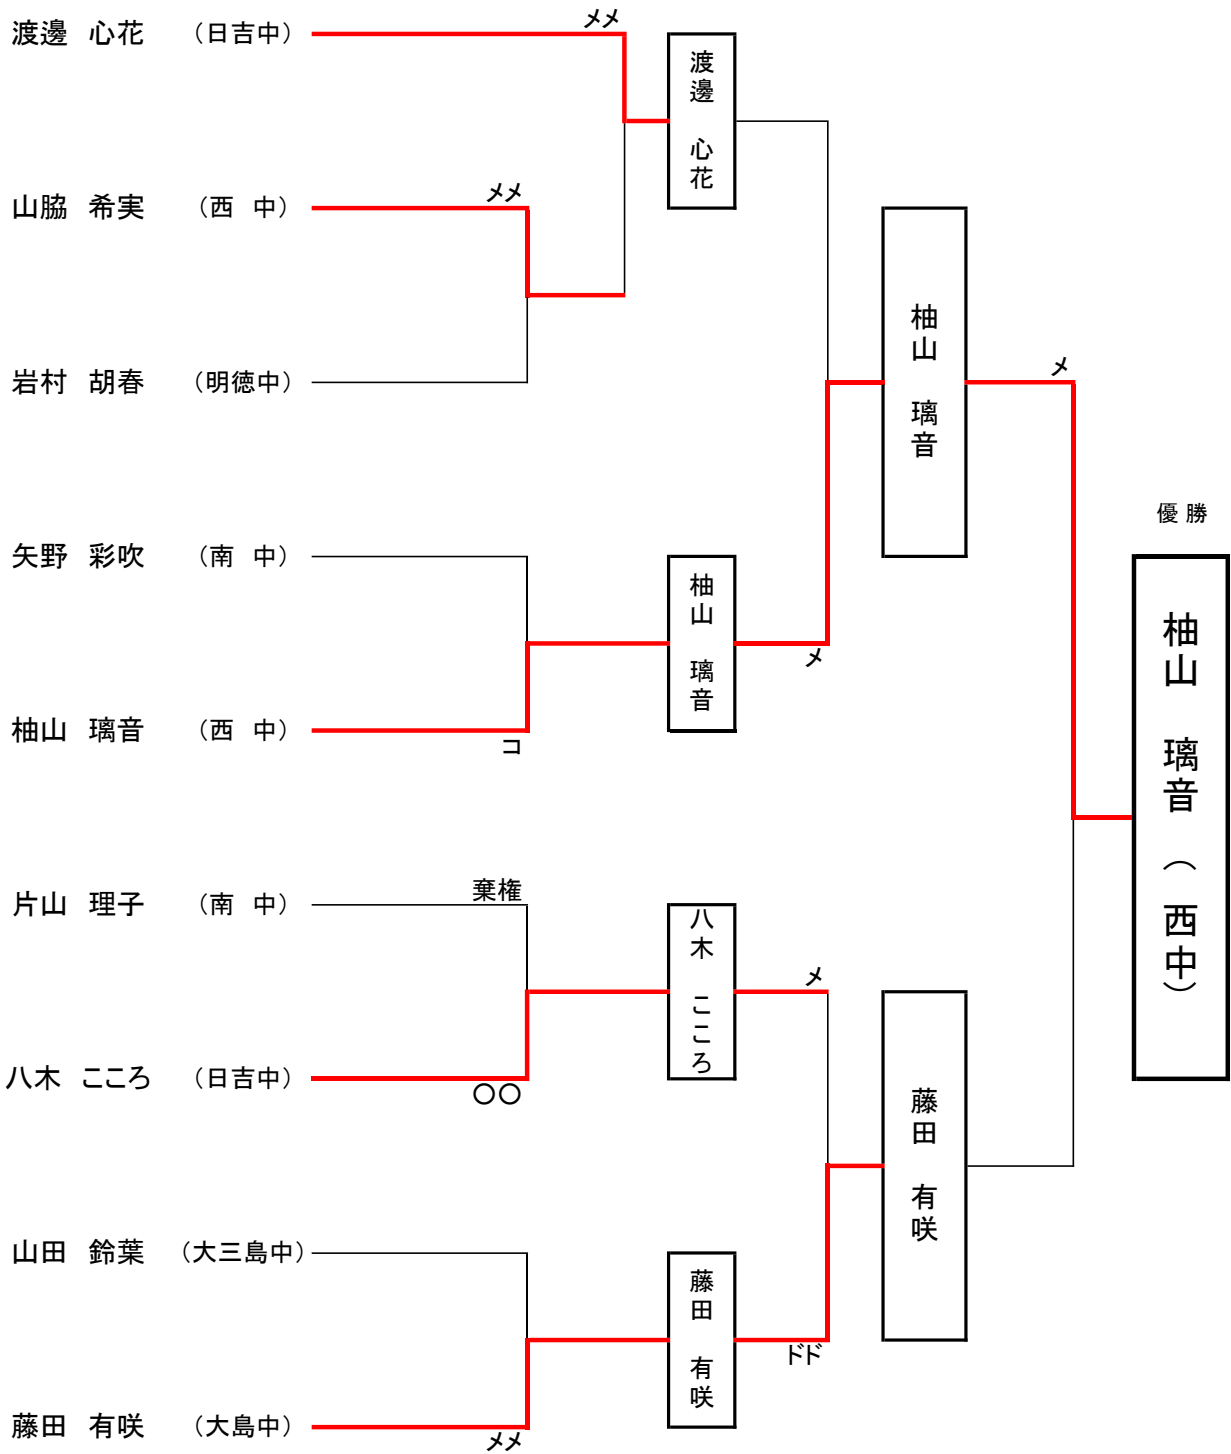 渡邊 心花 （日吉中）
メメ
山脇 希実 （西 中）
メメ
岩村 胡春 （明徳中）
矢野 彩吹 （南 中）
柚山 璃音 （西 中）
コ
片山 理子 （南 中）
棄権
八木 こころ （日吉中）
〇〇
山田 鈴葉 （大三島中）
藤田 有咲 （大島中）
メメ
渡邊 心花
柚山 璃音
メ
八木 こころ
メ
藤田 有咲
ドド
柚山 璃音
メ
藤田 有咲
優勝
柚山 璃音 （西中）